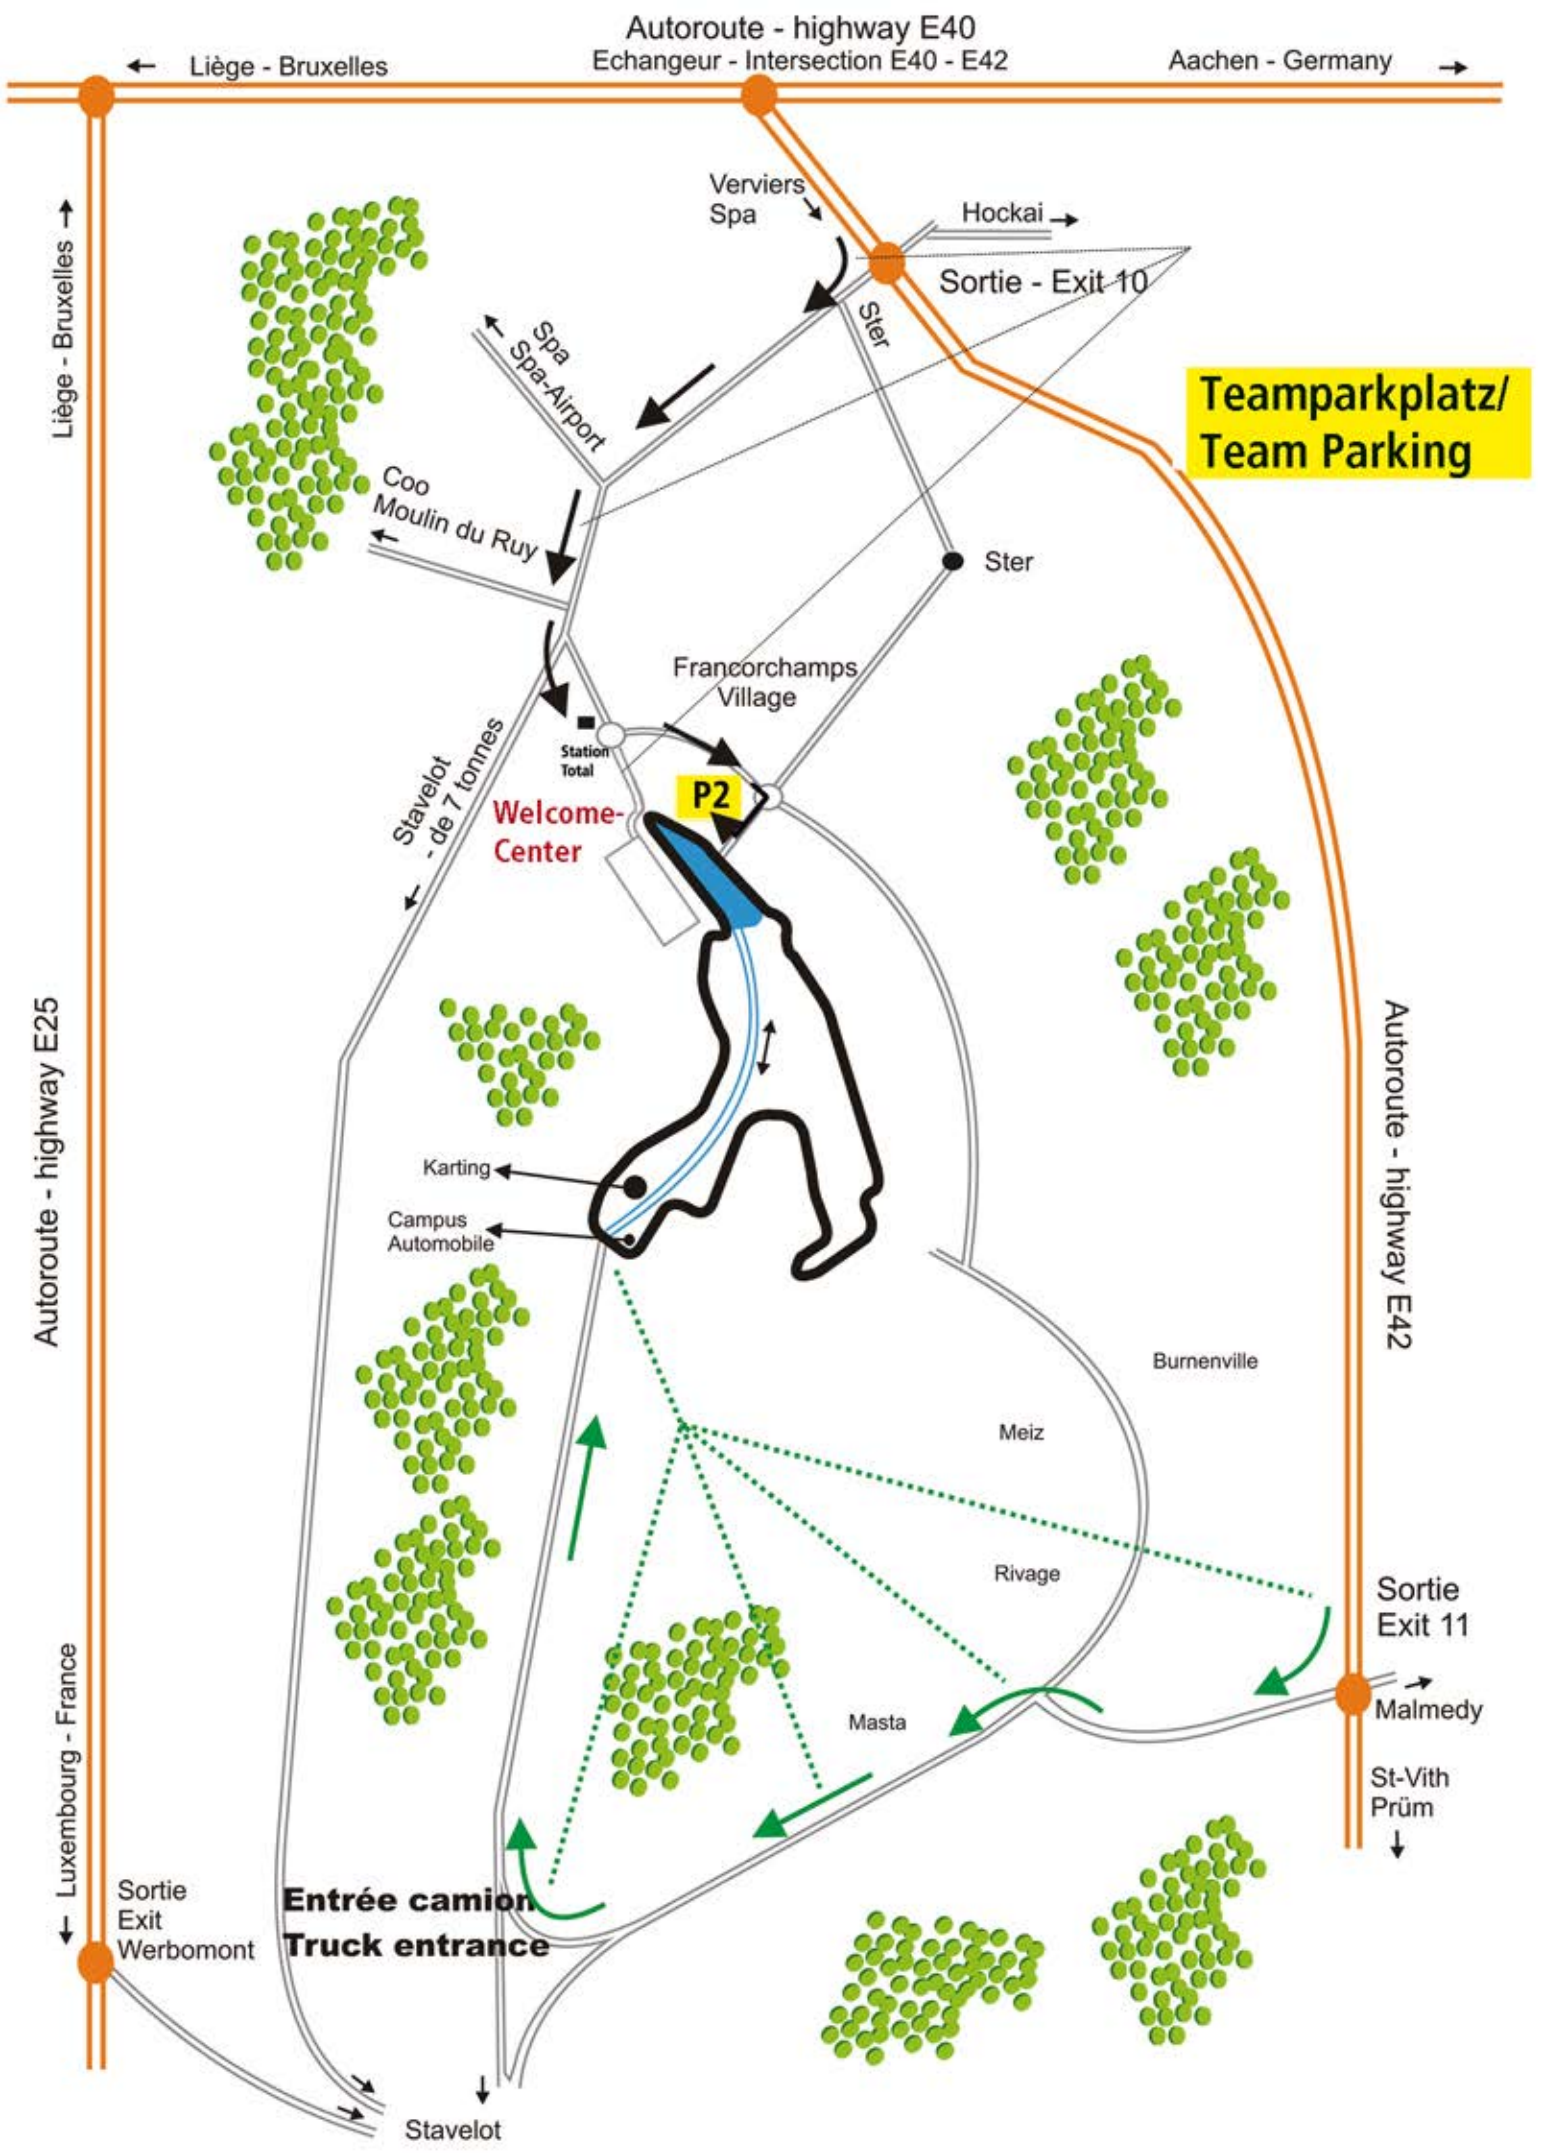 Autoroute - highway E40
Liège - Bruxelles
Echangeur - Intersection E40 - E42
Aachen - Germany
Verviers
Spa
Hockai
Sortie - Exit 10
Ster
Liège - Bruxelles
Spa
Spa-Airport
Teamparkplatz/
Team Parking
Coo
Moulin du Ruy
Ster
Francorchamps
Village
Station
Total
Stavelot
- de 7 tonnes
P2
Welcome-
Center
Autoroute - highway E25
Autoroute - highway E42
Karting
Campus
Automobile
Burnenville
Meiz
Rivage
Sortie
Exit 11
Malmedy
Masta
St-Vith
Prüm
Luxembourg - France
Sortie
Exit
Werbomont
Entrée camion
Truck entrance
Stavelot